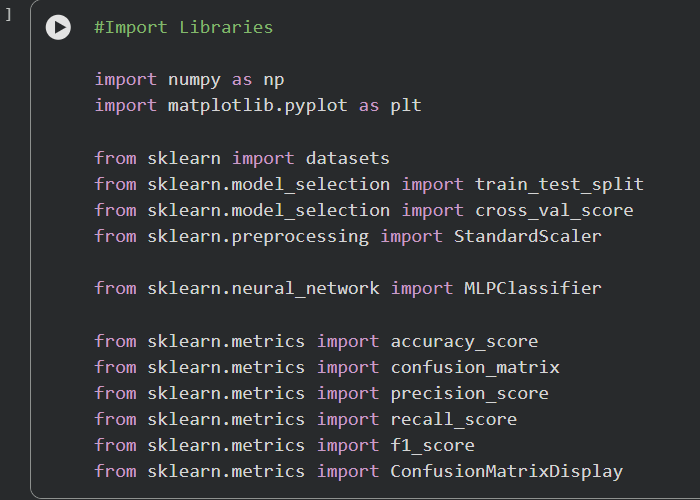 ]
#Import Libraries
import numpy as np
import matplotlib.pyplot as plt
from sklearn import datasets
from sklearn.model_selection import train_test_split
from sklearn.model_selection import cross_val_score
from sklearn.preprocessing import StandardScaler
from sklearn.neural_network import MLPClassifier
from sklearn.metrics import accuracy_score
from sklearn.metrics import confusion_matrix
from sklearn.metrics import precision_score
from sklearn.metrics import recall_score
from sklearn.metrics import f1_score
from sklearn.metrics import ConfusionMatrixDisplay